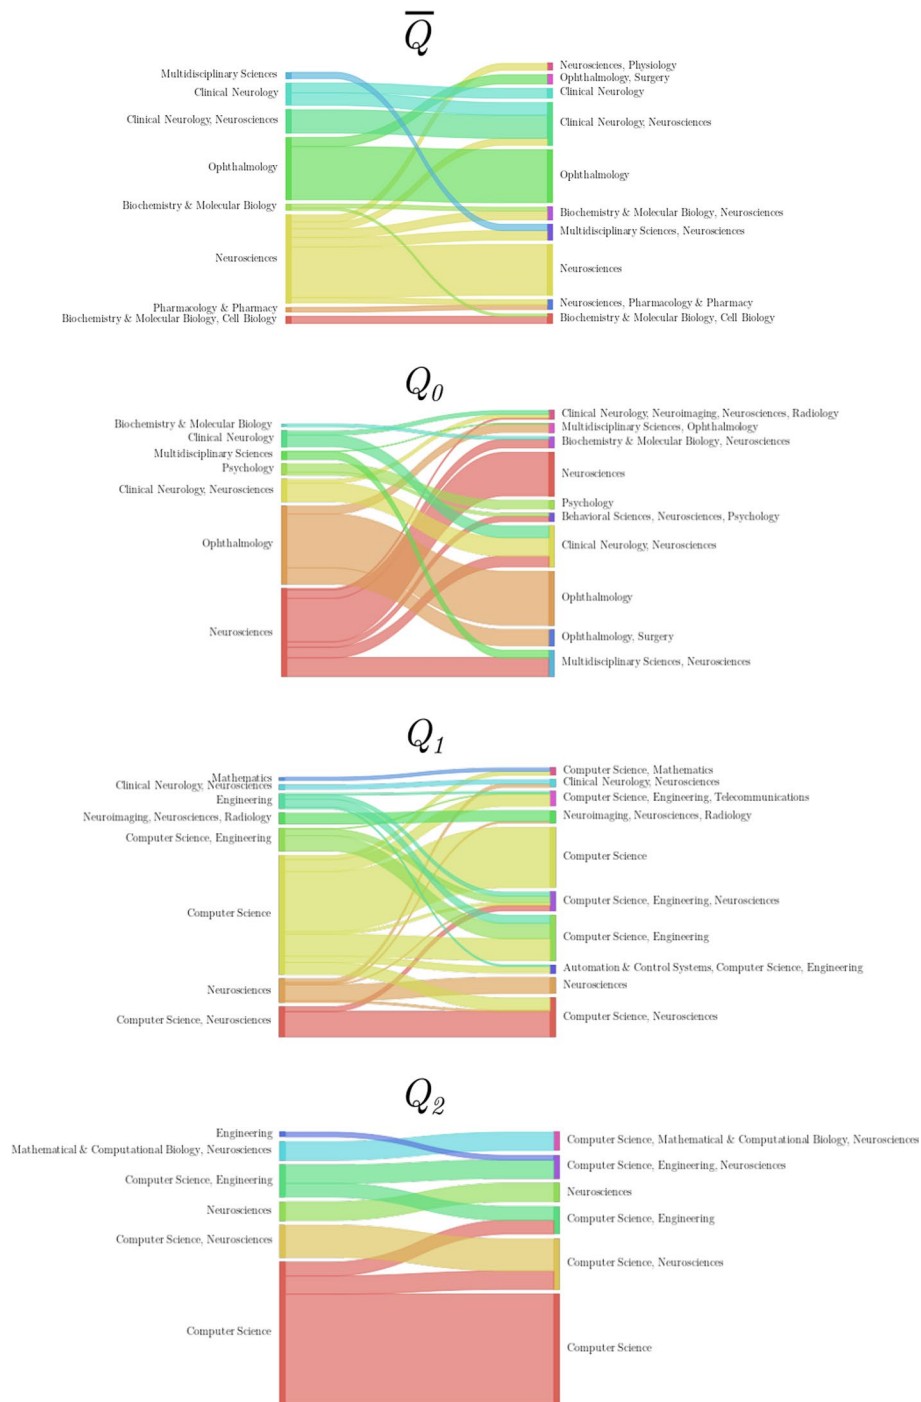 Q̅
Multidisciplinary Sciences
Clinical Neurology
Clinical Neurology, Neurosciences
Ophthalmology
Biochemistry & Molecular Biology
Neurosciences
Pharmacology & Pharmacy
Biochemistry & Molecular Biology, Cell Biology
Neurosciences, Physiology
Ophthalmology, Surgery
Clinical Neurology
Clinical Neurology, Neurosciences
Ophthalmology
Biochemistry & Molecular Biology, Neurosciences
Multidisciplinary Sciences, Neurosciences
Neurosciences
Neurosciences, Pharmacology & Pharmacy
Biochemistry & Molecular Biology, Cell Biology
Q0
Biochemistry & Molecular Biology
Clinical Neurology
Multidisciplinary Sciences
Psychology
Clinical Neurology, Neurosciences
Ophthalmology
Neurosciences
Clinical Neurology, Neuroimaging, Neurosciences, Radiology
Multidisciplinary Sciences, Ophthalmology
Biochemistry & Molecular Biology, Neurosciences
Neurosciences
Psychology
Behavioral Sciences, Neurosciences, Psychology
Clinical Neurology, Neurosciences
Ophthalmology
Ophthalmology, Surgery
Multidisciplinary Sciences, Neurosciences
Q1
Mathematics
Clinical Neurology, Neurosciences
Engineering
Neuroimaging, Neurosciences, Radiology
Computer Science, Engineering
Computer Science
Neurosciences
Computer Science, Neurosciences
Computer Science, Mathematics
Clinical Neurology, Neurosciences
Computer Science, Engineering, Telecommunications
Neuroimaging, Neurosciences, Radiology
Computer Science
Computer Science, Engineering, Neurosciences
Computer Science, Engineering
Automation & Control Systems, Computer Science, Engineering
Neurosciences
Computer Science, Neurosciences
Q2
Engineering
Mathematical & Computational Biology, Neurosciences
Computer Science, Engineering
Neurosciences
Computer Science, Neurosciences
Computer Science
Computer Science, Mathematical & Computational Biology, Neurosciences
Computer Science, Engineering, Neurosciences
Neurosciences
Computer Science, Engineering
Computer Science, Neurosciences
Computer Science